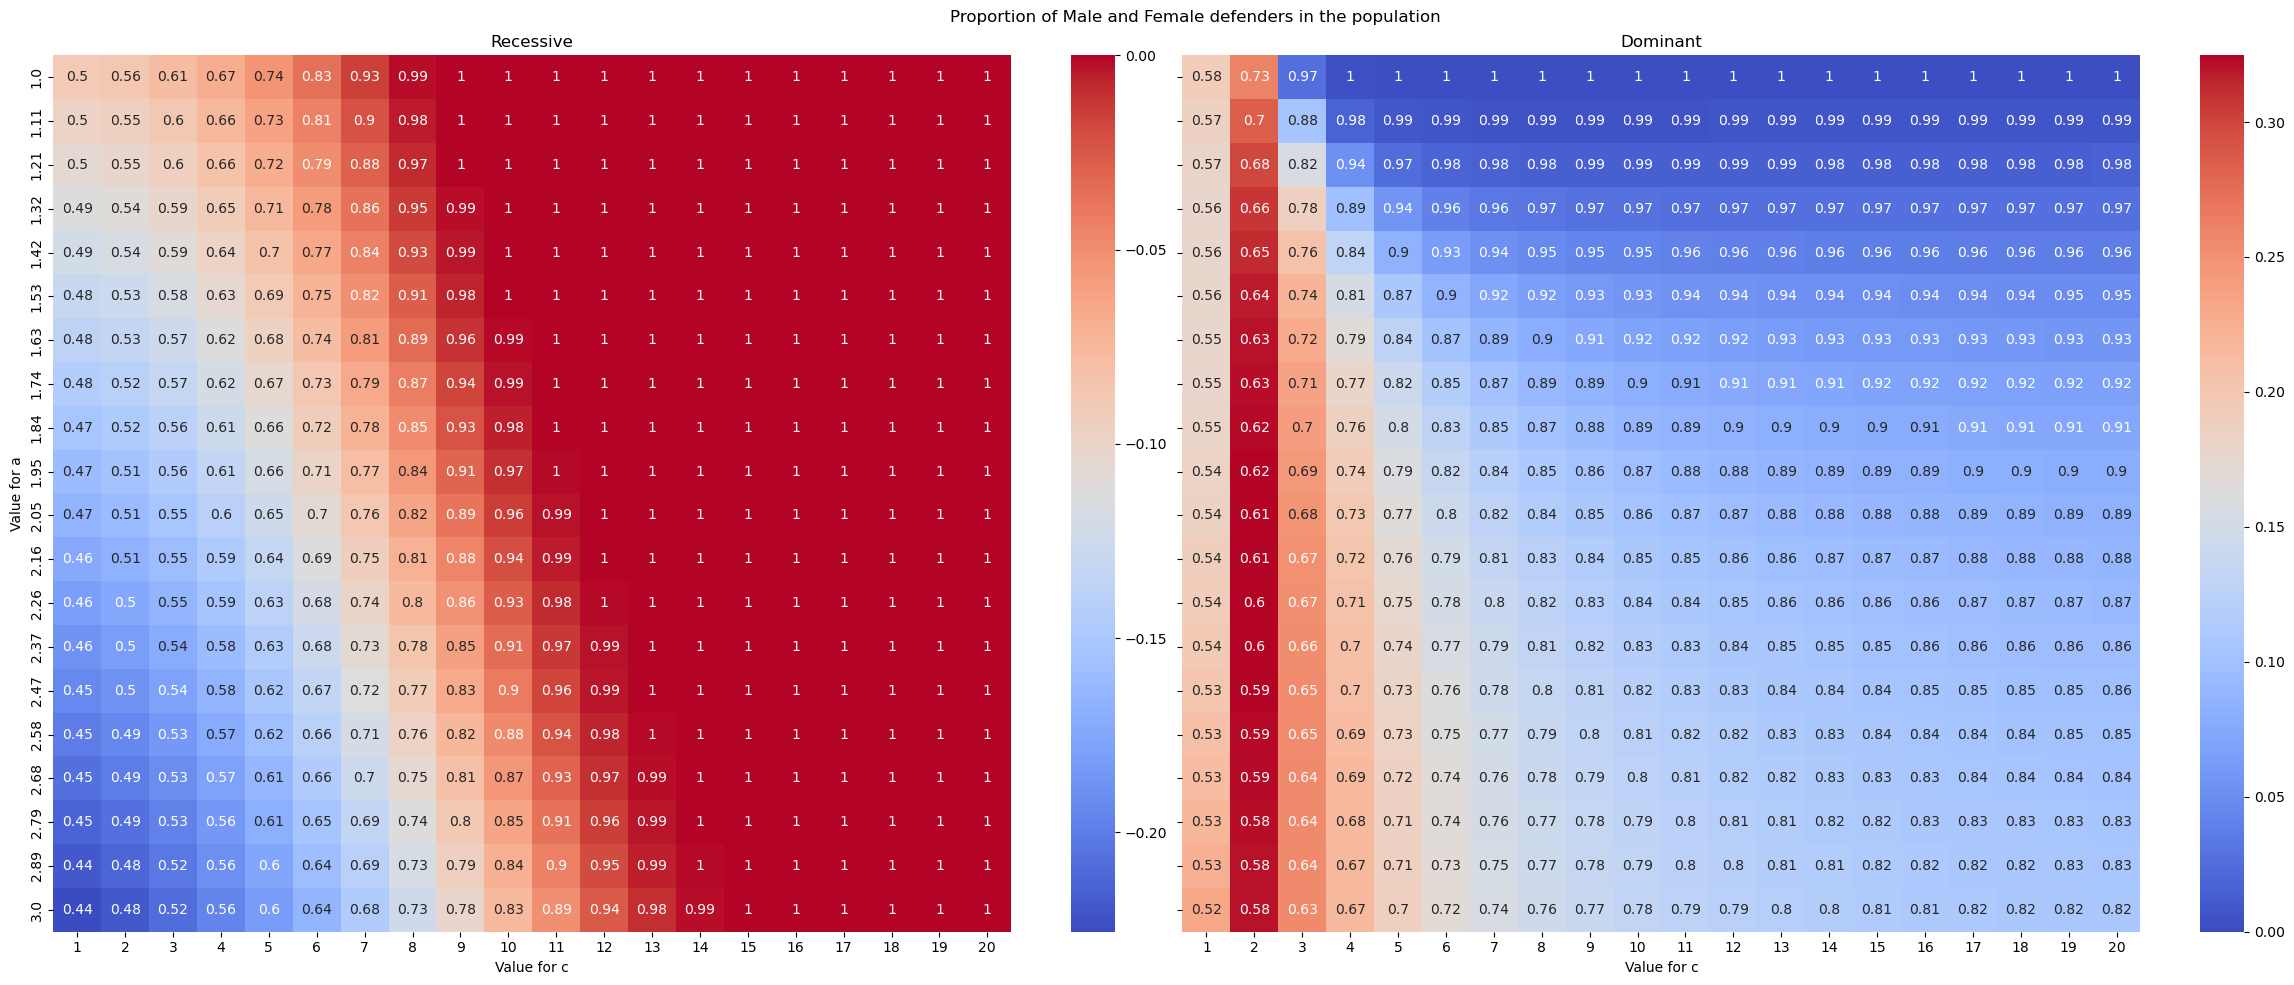 Proportion of Male and Female defenders in the population
Recessive
Value for a
1.0 0.5 0.56 0.61 0.67 0.74 0.83 0.93 0.99 1 1 1 1 1 1 1 1 1 1 1 1
1.11 0.5 0.55 0.6 0.66 0.73 0.81 0.9 0.98 1 1 1 1 1 1 1 1 1 1 1 1
1.21 0.5 0.55 0.6 0.66 0.72 0.79 0.88 0.97 1 1 1 1 1 1 1 1 1 1 1 1
1.32 0.49 0.54 0.59 0.65 0.71 0.78 0.86 0.95 0.99 1 1 1 1 1 1 1 1 1 1 1
1.42 0.49 0.54 0.59 0.64 0.7 0.77 0.84 0.93 0.99 1 1 1 1 1 1 1 1 1 1 1
1.53 0.48 0.53 0.58 0.63 0.69 0.75 0.82 0.91 0.98 1 1 1 1 1 1 1 1 1 1 1
1.63 0.48 0.53 0.57 0.62 0.68 0.74 0.81 0.89 0.96 0.99 1 1 1 1 1 1 1 1 1 1
1.74 0.48 0.52 0.57 0.62 0.67 0.73 0.79 0.87 0.94 0.99 1 1 1 1 1 1 1 1 1 1
1.84 0.47 0.52 0.56 0.61 0.66 0.72 0.78 0.85 0.93 0.98 1 1 1 1 1 1 1 1 1 1
1.95 0.47 0.51 0.56 0.61 0.66 0.71 0.77 0.84 0.91 0.97 1 1 1 1 1 1 1 1 1 1
2.05 0.47 0.51 0.55 0.6 0.65 0.7 0.76 0.82 0.89 0.96 0.99 1 1 1 1 1 1 1 1 1
2.16 0.46 0.51 0.55 0.59 0.64 0.69 0.75 0.81 0.88 0.94 0.99 1 1 1 1 1 1 1 1 1
2.26 0.46 0.5 0.55 0.59 0.63 0.68 0.74 0.8 0.86 0.93 0.98 1 1 1 1 1 1 1 1 1
2.37 0.46 0.5 0.54 0.58 0.63 0.68 0.73 0.78 0.85 0.91 0.97 0.99 1 1 1 1 1 1 1 1
2.47 0.45 0.5 0.54 0.58 0.62 0.67 0.72 0.77 0.83 0.9 0.96 0.99 1 1 1 1 1 1 1 1
2.58 0.45 0.49 0.53 0.57 0.62 0.66 0.71 0.76 0.82 0.88 0.94 0.98 1 1 1 1 1 1 1 1
2.68 0.45 0.49 0.53 0.57 0.61 0.66 0.7 0.75 0.81 0.87 0.93 0.97 0.99 1 1 1 1 1 1 1
2.79 0.45 0.49 0.53 0.56 0.61 0.65 0.69 0.74 0.8 0.85 0.91 0.96 0.99 1 1 1 1 1 1 1
2.89 0.44 0.48 0.52 0.56 0.6 0.64 0.69 0.73 0.79 0.84 0.9 0.95 0.99 1 1 1 1 1 1 1
3.0 0.44 0.48 0.52 0.56 0.6 0.64 0.68 0.73 0.78 0.83 0.89 0.94 0.98 0.99 1 1 1 1 1 1
1 2 3 4 5 6 7 8 9 10 11 12 13 14 15 16 17 18 19 20
Value for c
0.00
−0.05
−0.10
−0.15
−0.20
Dominant
0.58 0.73 0.97 1 1 1 1 1 1 1 1 1 1 1 1 1 1 1 1 1
0.57 0.7 0.88 0.98 0.99 0.99 0.99 0.99 0.99 0.99 0.99 0.99 0.99 0.99 0.99 0.99 0.99 0.99 0.99 0.99
0.57 0.68 0.82 0.94 0.97 0.98 0.98 0.98 0.99 0.99 0.99 0.99 0.99 0.98 0.98 0.98 0.98 0.98 0.98 0.98
0.56 0.66 0.78 0.89 0.94 0.96 0.96 0.97 0.97 0.97 0.97 0.97 0.97 0.97 0.97 0.97 0.97 0.97 0.97 0.97
0.56 0.65 0.76 0.84 0.9 0.93 0.94 0.95 0.95 0.95 0.96 0.96 0.96 0.96 0.96 0.96 0.96 0.96 0.96 0.96
0.56 0.64 0.74 0.81 0.87 0.9 0.92 0.92 0.93 0.93 0.94 0.94 0.94 0.94 0.94 0.94 0.94 0.94 0.95 0.95
0.55 0.63 0.72 0.79 0.84 0.87 0.89 0.9 0.91 0.92 0.92 0.92 0.93 0.93 0.93 0.93 0.93 0.93 0.93 0.93
0.55 0.63 0.71 0.77 0.82 0.85 0.87 0.89 0.89 0.9 0.91 0.91 0.91 0.91 0.92 0.92 0.92 0.92 0.92 0.92
0.55 0.62 0.7 0.76 0.8 0.83 0.85 0.87 0.88 0.89 0.89 0.9 0.9 0.9 0.9 0.91 0.91 0.91 0.91 0.91
0.54 0.62 0.69 0.74 0.79 0.82 0.84 0.85 0.86 0.87 0.88 0.88 0.89 0.89 0.89 0.89 0.9 0.9 0.9 0.9
0.54 0.61 0.68 0.73 0.77 0.8 0.82 0.84 0.85 0.86 0.87 0.87 0.88 0.88 0.88 0.88 0.89 0.89 0.89 0.89
0.54 0.61 0.67 0.72 0.76 0.79 0.81 0.83 0.84 0.85 0.85 0.86 0.86 0.87 0.87 0.87 0.88 0.88 0.88 0.88
0.54 0.6 0.67 0.71 0.75 0.78 0.8 0.82 0.83 0.84 0.84 0.85 0.86 0.86 0.86 0.86 0.87 0.87 0.87 0.87
0.54 0.6 0.66 0.7 0.74 0.77 0.79 0.81 0.82 0.83 0.83 0.84 0.85 0.85 0.85 0.86 0.86 0.86 0.86 0.86
0.53 0.59 0.65 0.7 0.73 0.76 0.78 0.8 0.81 0.82 0.83 0.83 0.84 0.84 0.84 0.85 0.85 0.85 0.85 0.86
0.53 0.59 0.65 0.69 0.73 0.75 0.77 0.79 0.8 0.81 0.82 0.82 0.83 0.83 0.84 0.84 0.84 0.84 0.85 0.85
0.53 0.59 0.64 0.69 0.72 0.74 0.76 0.78 0.79 0.8 0.81 0.82 0.82 0.83 0.83 0.83 0.84 0.84 0.84 0.84
0.53 0.58 0.64 0.68 0.71 0.74 0.76 0.77 0.78 0.79 0.8 0.81 0.81 0.82 0.82 0.83 0.83 0.83 0.83 0.83
0.53 0.58 0.64 0.67 0.71 0.73 0.75 0.77 0.78 0.79 0.8 0.8 0.81 0.81 0.82 0.82 0.82 0.82 0.83 0.83
0.52 0.58 0.63 0.67 0.7 0.72 0.74 0.76 0.77 0.78 0.79 0.79 0.8 0.8 0.81 0.81 0.82 0.82 0.82 0.82
1 2 3 4 5 6 7 8 9 10 11 12 13 14 15 16 17 18 19 20
Value for c
0.30
0.25
0.20
0.15
0.10
0.05
0.00